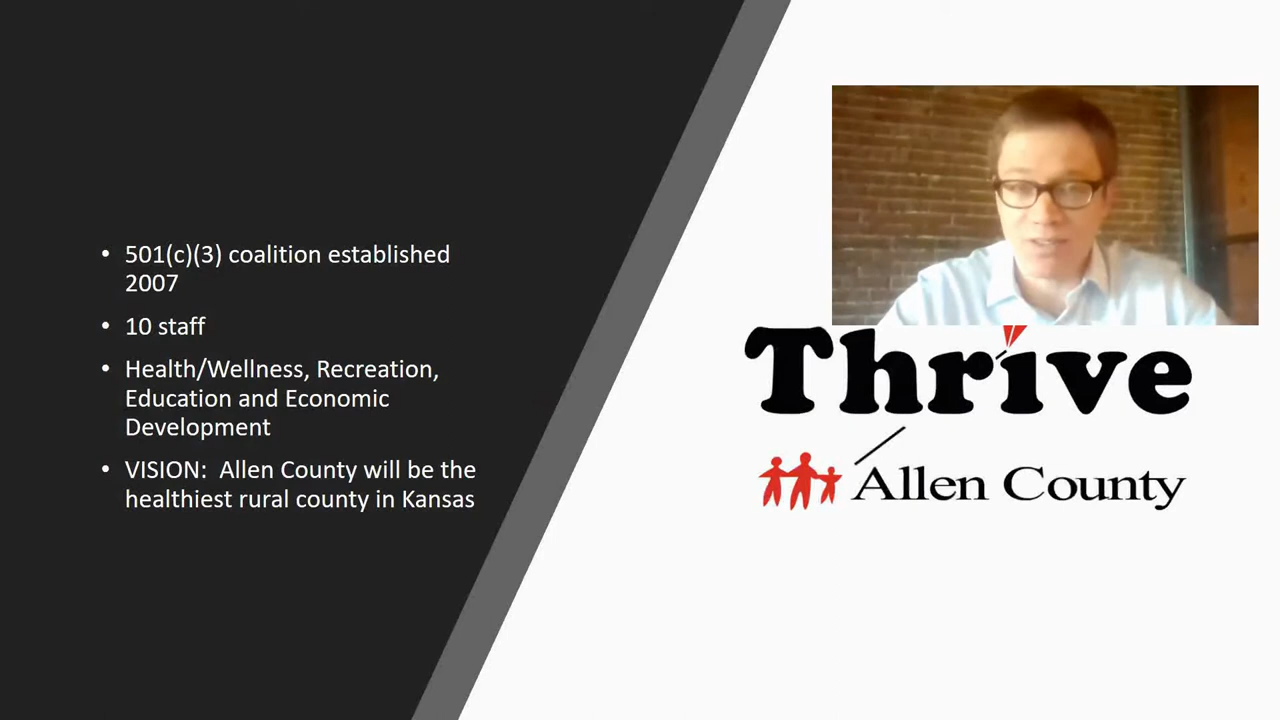 • 501(c)(3) coalition established
2007
• 10 staff
• Health/Wellness, Recreation,
Education and Economic
Development
• VISION:  Allen County will be the
healthiest rural county in Kansas
Thrive
Allen County